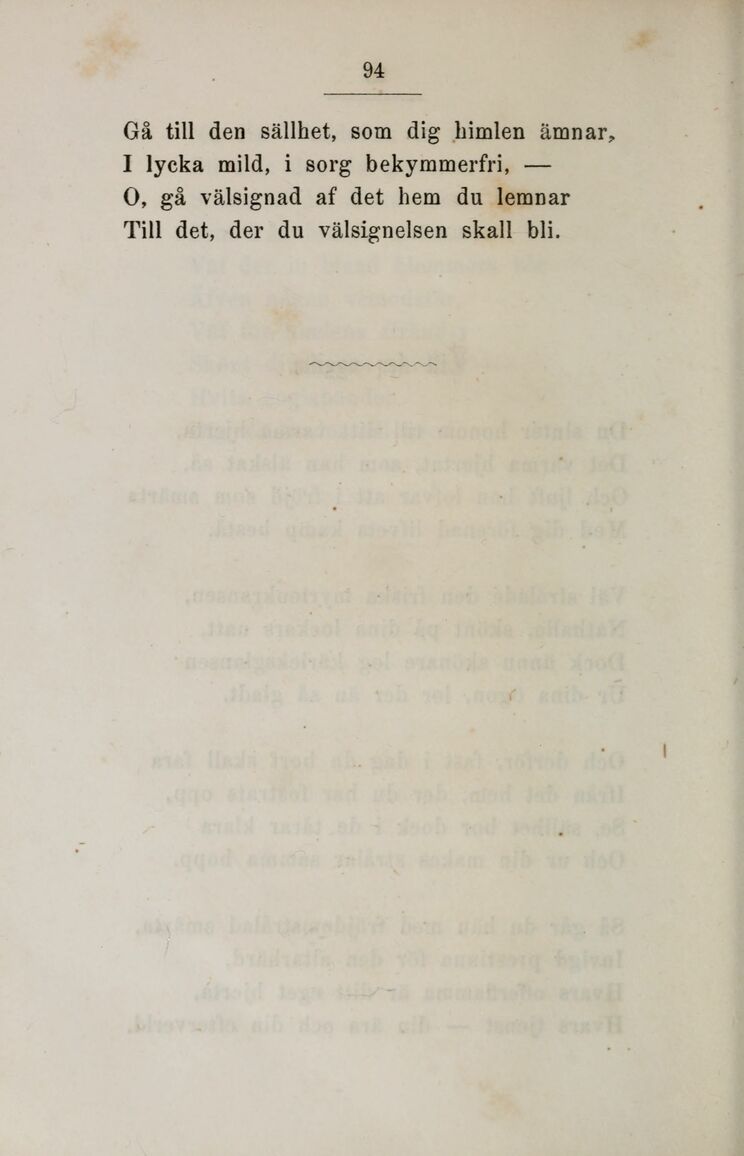 94
Gå till den sällhet, som dig himlen ämnar,
I lycka mild, i sorg bekymmerfri, —
O, gå välsignad af det hem du lemnar
Till det, der du välsignelsen skall bli.